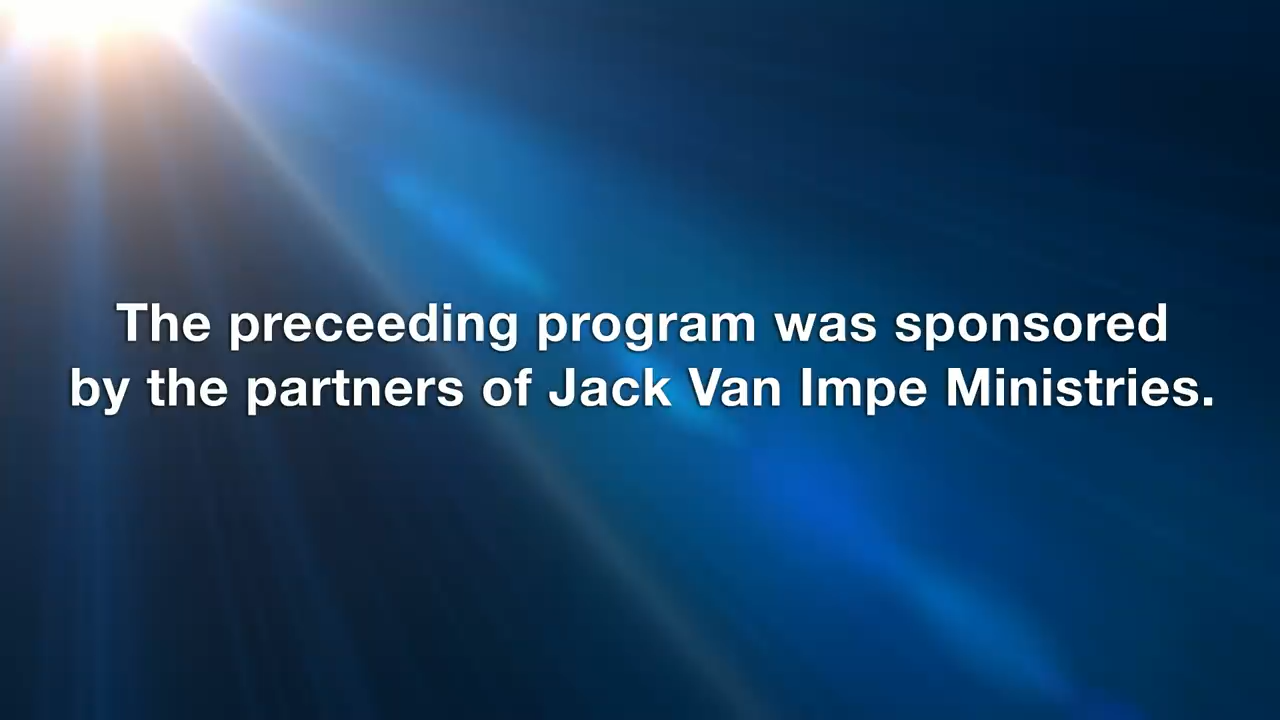 The preceeding program was sponsored
by the partners of Jack Van Impe Ministries.